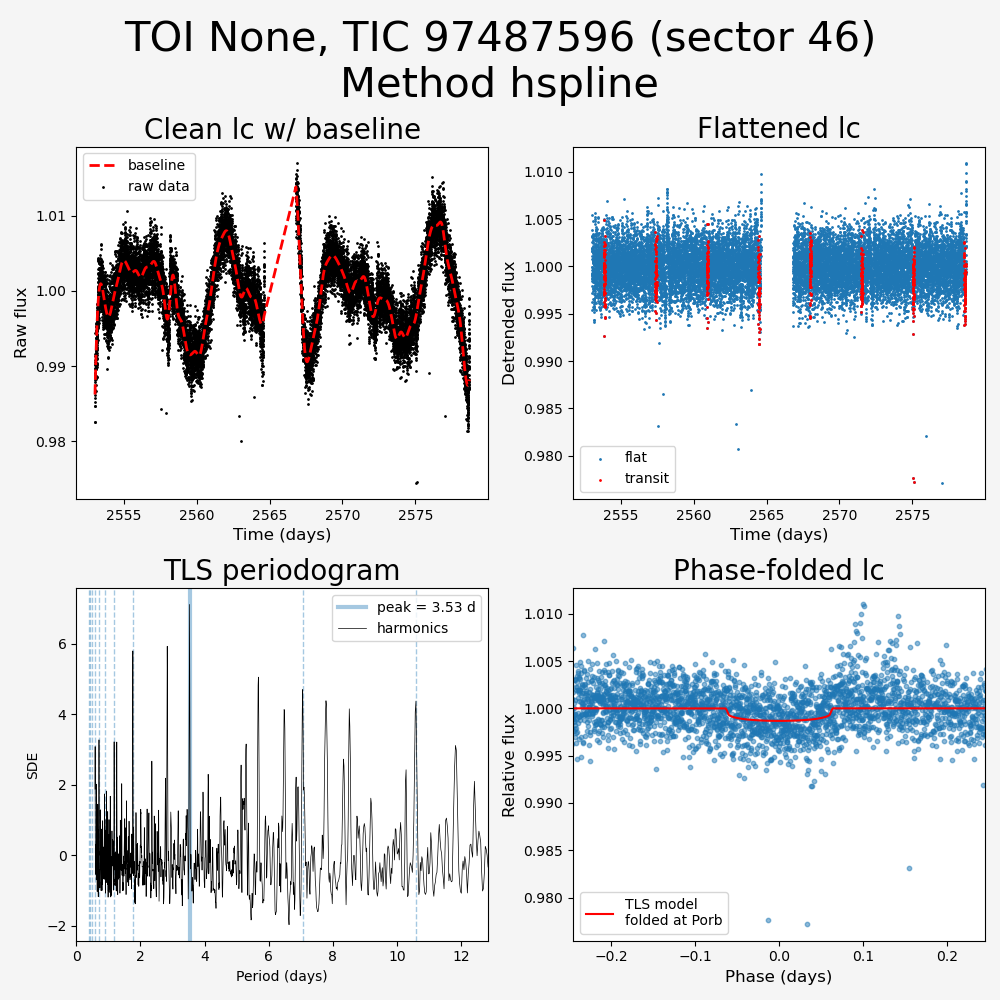 TOI None, TIC 97487596 (sector 46)
Method hspline
Clean lc w/ baseline
baseline
raw data
Raw flux
1.01
1.00
0.99
0.98
2555
2560
2565
2570
2575
Time (days)
Flattened lc
Detrended flux
1.010
1.005
1.000
0.995
0.990
0.985
0.980
flat
transit
2555
2560
2565
2570
2575
Time (days)
TLS periodogram
peak = 3.53 d
harmonics
SDE
6
4
2
0
−2
0
2
4
6
8
10
12
Period (days)
Phase-folded lc
Relative flux
1.010
1.005
1.000
0.995
0.990
0.985
0.980
TLS model
folded at Porb
−0.2
−0.1
0.0
0.1
0.2
Phase (days)